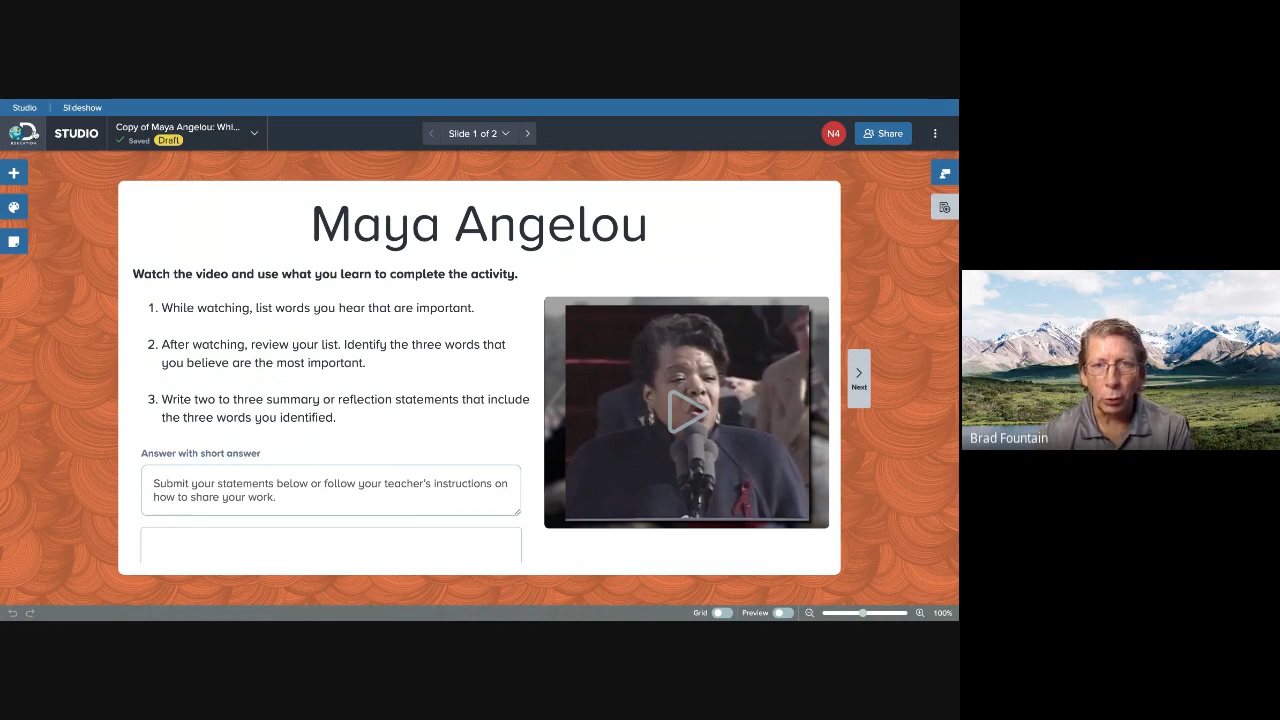 Studio
Slideshow
EDUCATION
STUDIO
Copy of Maya Angelou: Whi...
Saved Draft
Slide 1 of 2
N4
Share
Maya Angelou
Watch the video and use what you learn to complete the activity.
1. While watching, list words you hear that are important.
2. After watching, review your list. Identify the three words that
you believe are the most important.
3. Write two to three summary or reflection statements that include
the three words you identified.
Answer with short answer
Submit your statements below or follow your teacher's instructions on
how to share your work.
Next
Brad Fountain
Grid
Preview
100%